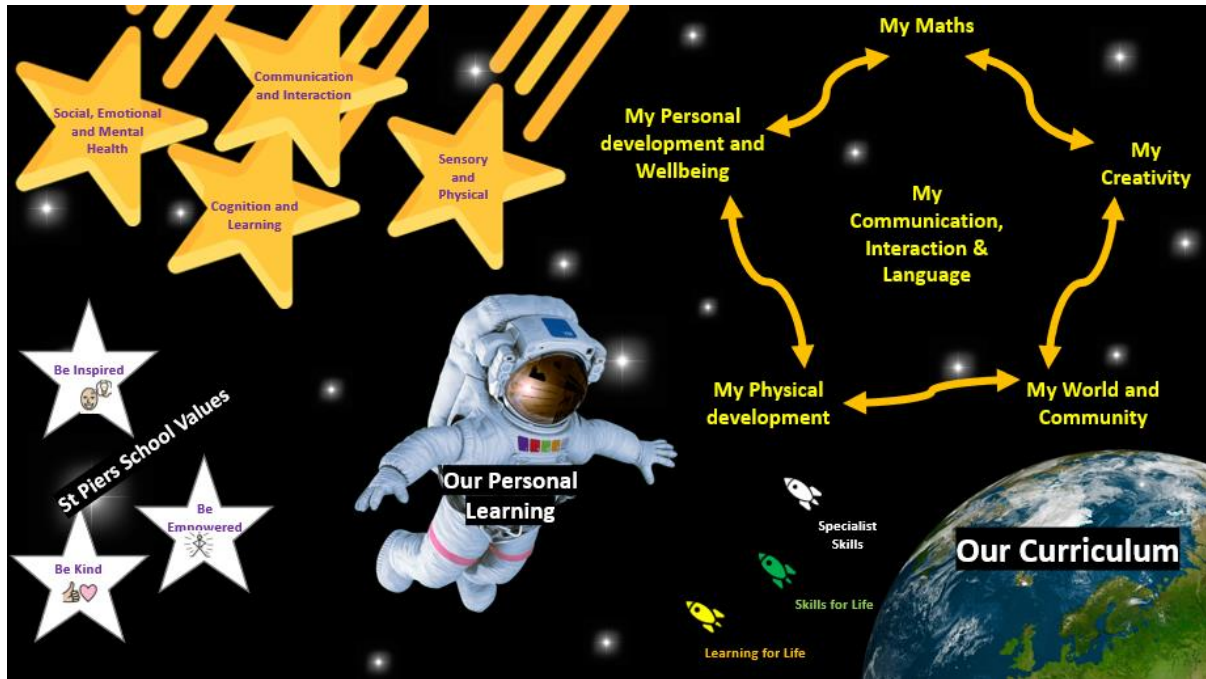 Social, Emotional
and Mental
Health
Communication
and Interaction
Cognition and
Learning
Sensory
and
Physical
My Maths
My Personal
development and
Wellbeing
My
Creativity
My
Communication,
Interaction &
Language
My Physical
development
My World and
Community
Be Inspired
St Piers School Values
Be
Empowered
Be Kind
Our Personal
Learning
Specialist
Skills
Skills for Life
Learning for Life
Our Curriculum